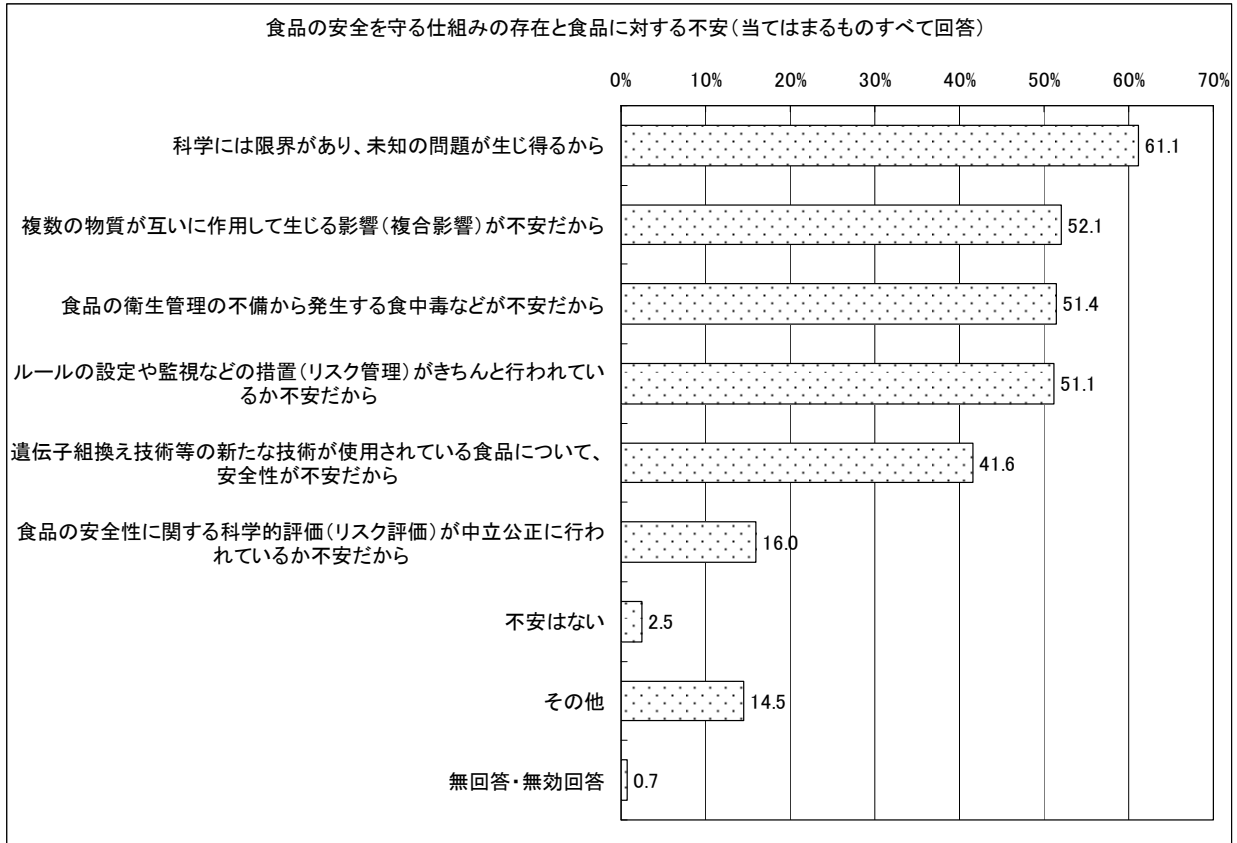 食品の安全を守る仕組みの存在と食品に対する不安（当てはまるものすべて回答）
0% 10% 20% 30% 40% 50% 60% 70%
科学には限界があり、未知の問題が生じ得るから 61.1
複数の物質が互いに作用して生じる影響（複合影響）が不安だから 52.1
食品の衛生管理の不備から発生する食中毒などが不安だから 51.4
ルールの設定や監視などの措置（リスク管理）がきちんと行われてい
るか不安だから 51.1
遺伝子組換え技術等の新たな技術が使用されている食品について、
安全性が不安だから 41.6
食品の安全性に関する科学的評価（リスク評価）が中立公正に行わ
れているか不安だから 16.0
不安はない 2.5
その他 14.5
無回答・無効回答 0.7